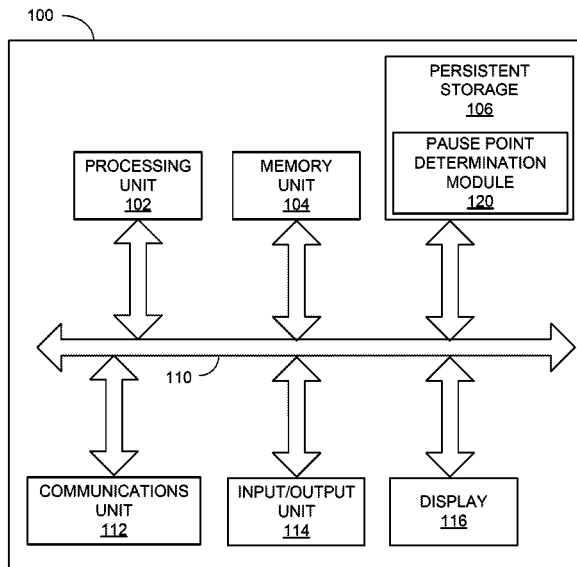 100
PERSISTENT
STORAGE
106
PAUSE POINT
DETERMINATION
MODULE
120
PROCESSING
UNIT
102
MEMORY
UNIT
104
110
COMMUNICATIONS
UNIT
112
INPUT/OUTPUT
UNIT
114
DISPLAY
116